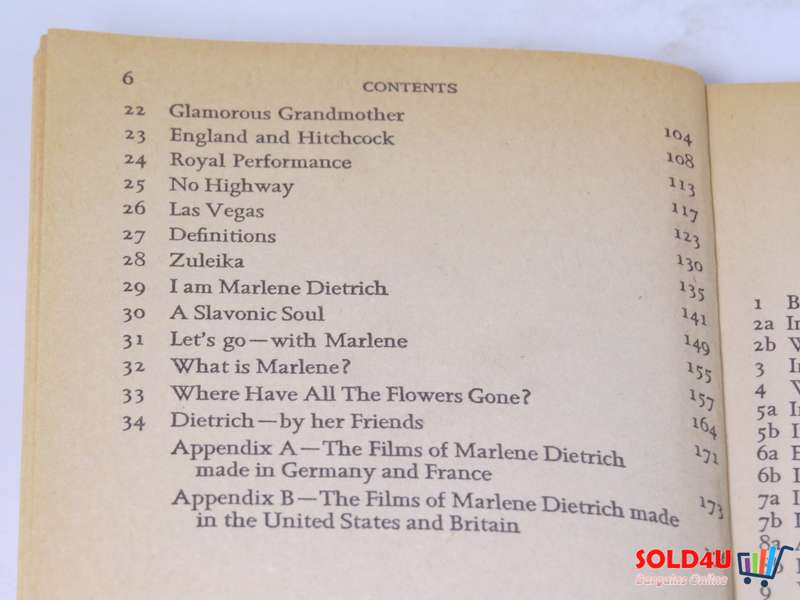 6 CONTENTS
22 Glamorous Grandmother
23 England and Hitchcock 104
24 Royal Performance 108
25 No Highway 113
26 Las Vegas 117
27 Definitions 123
28 Zuleika 130
29 I am Marlene Dietrich 135
30 A Slavonic Soul 141
31 Let's go—with Marlene 149
32 What is Marlene? 155
33 Where Have All The Flowers Gone? 157
34 Dietrich—by her Friends 164
Appendix A—The Films of Marlene Dietrich 171
made in Germany and France
Appendix B—The Films of Marlene Dietrich made 173
in the United States and Britain
1
2a
2b
3
4
5a
5b
6a
6b
7a
7b
8a
9
SOLD4U
Bargains Online